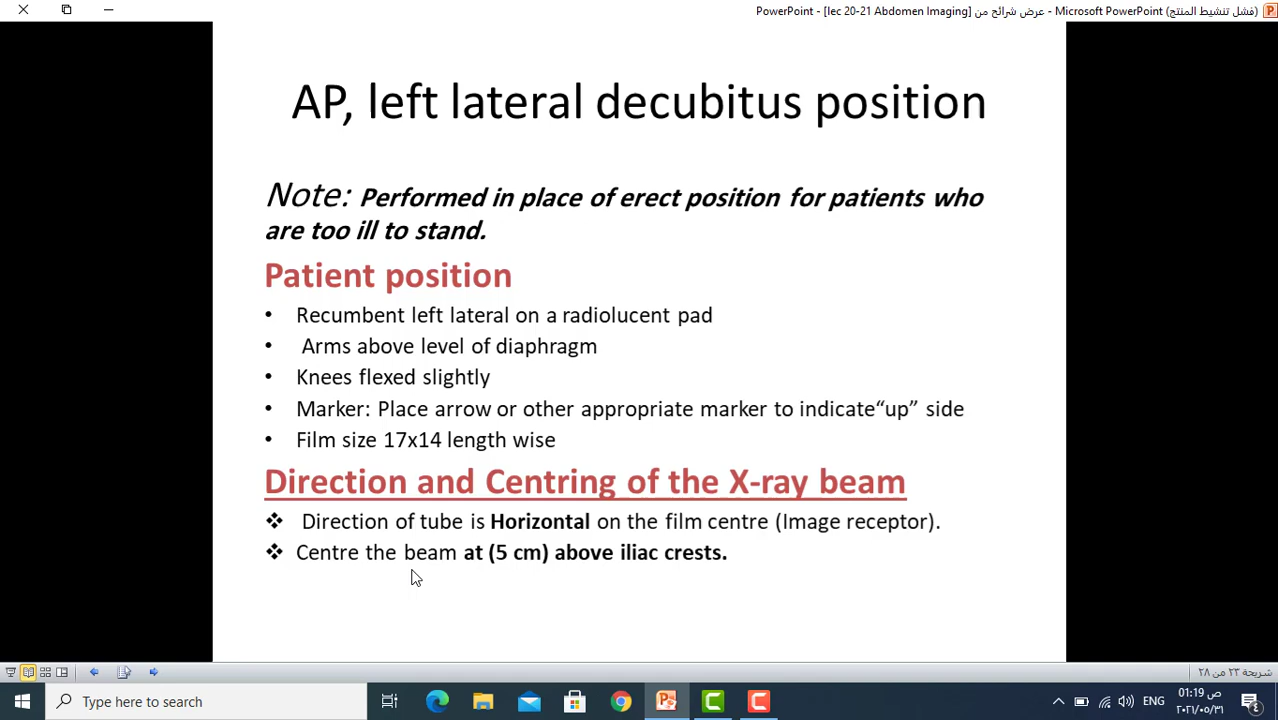 PowerPoint - [lec 20-21 Abdomen Imaging] عرض شرائح من - Microsoft PowerPoint (فشل تنشيط المنتج)
AP, left lateral decubitus position
Note: Performed in place of erect position for patients who
are too ill to stand.
Patient position
• Recumbent left lateral on a radiolucent pad
• Arms above level of diaphragm
• Knees flexed slightly
• Marker: Place arrow or other appropriate marker to indicate“up” side
• Film size 17x14 length wise
Direction and Centring of the X-ray beam
❖ Direction of tube is Horizontal on the film centre (Image receptor).
❖ Centre the beam at (5 cm) above iliac crests.
شريحة ٢٣ من ٢٨
Type here to search
ENG
01:19 ص
٢٠٢١/٠٥/٣١